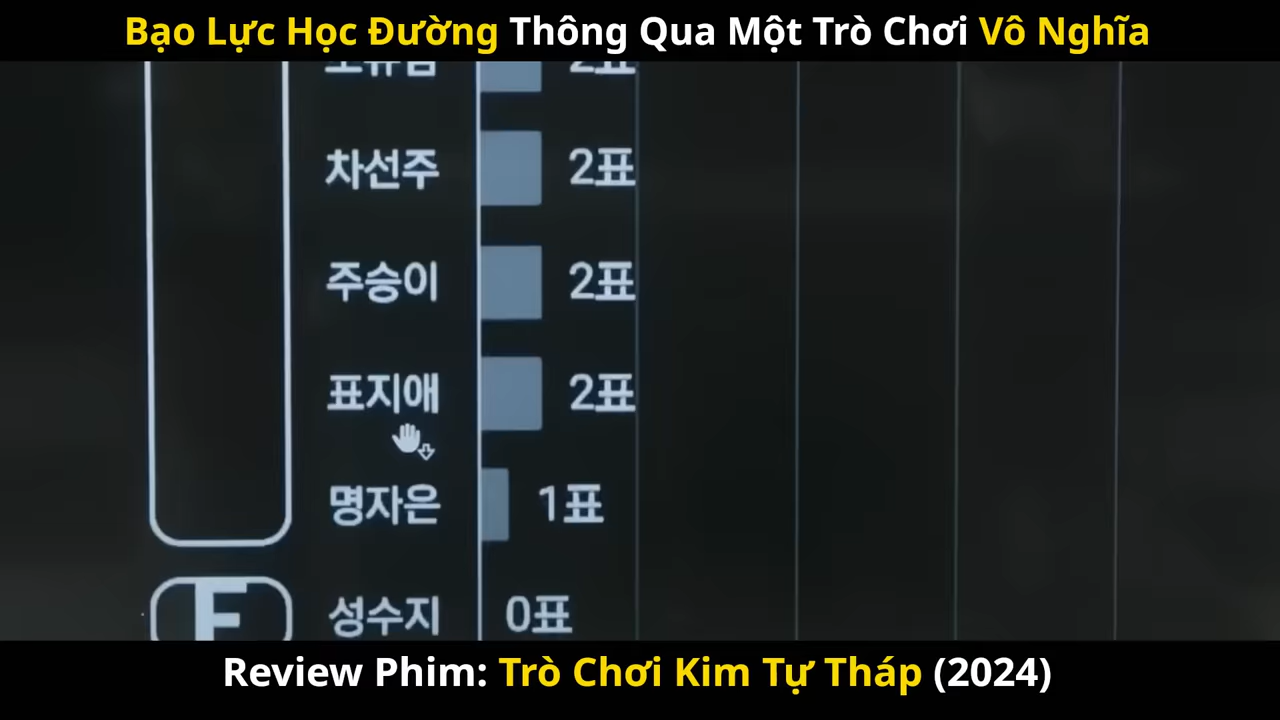 Bạo Lực Học Đường Thông Qua Một Trò Chơi Vô Nghĩa
2표
차선주 2표
주승이 2표
표지애 2표
명자은 1표
F 성수지 0표
Review Phim: Trò Chơi Kim Tự Tháp (2024)